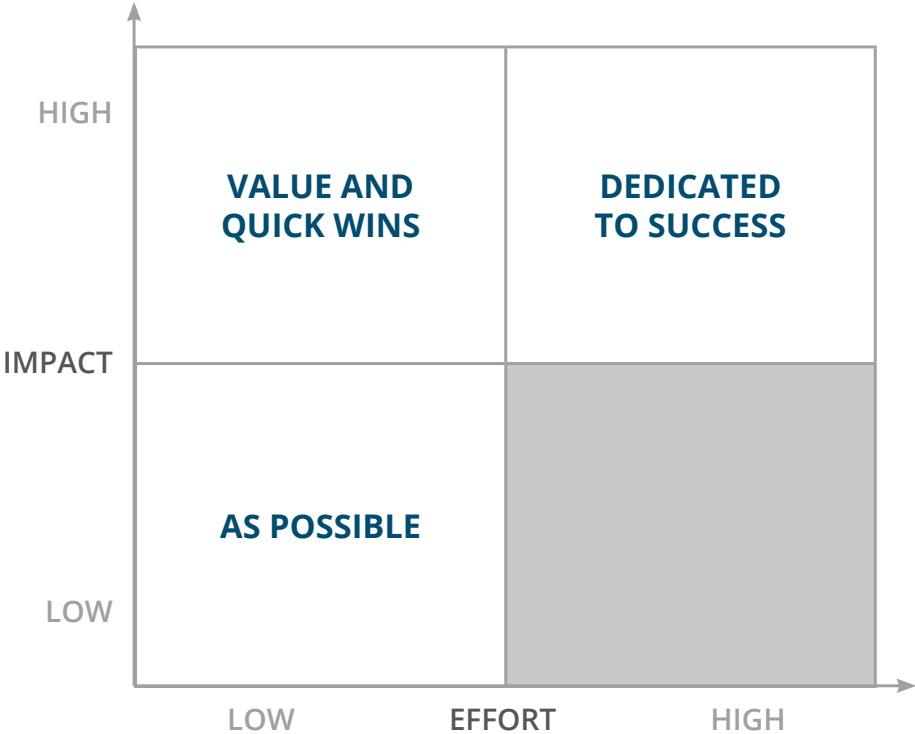 HIGH
VALUE AND
QUICK WINS
DEDICATED
TO SUCCESS
IMPACT
AS POSSIBLE
LOW
LOW
EFFORT
HIGH